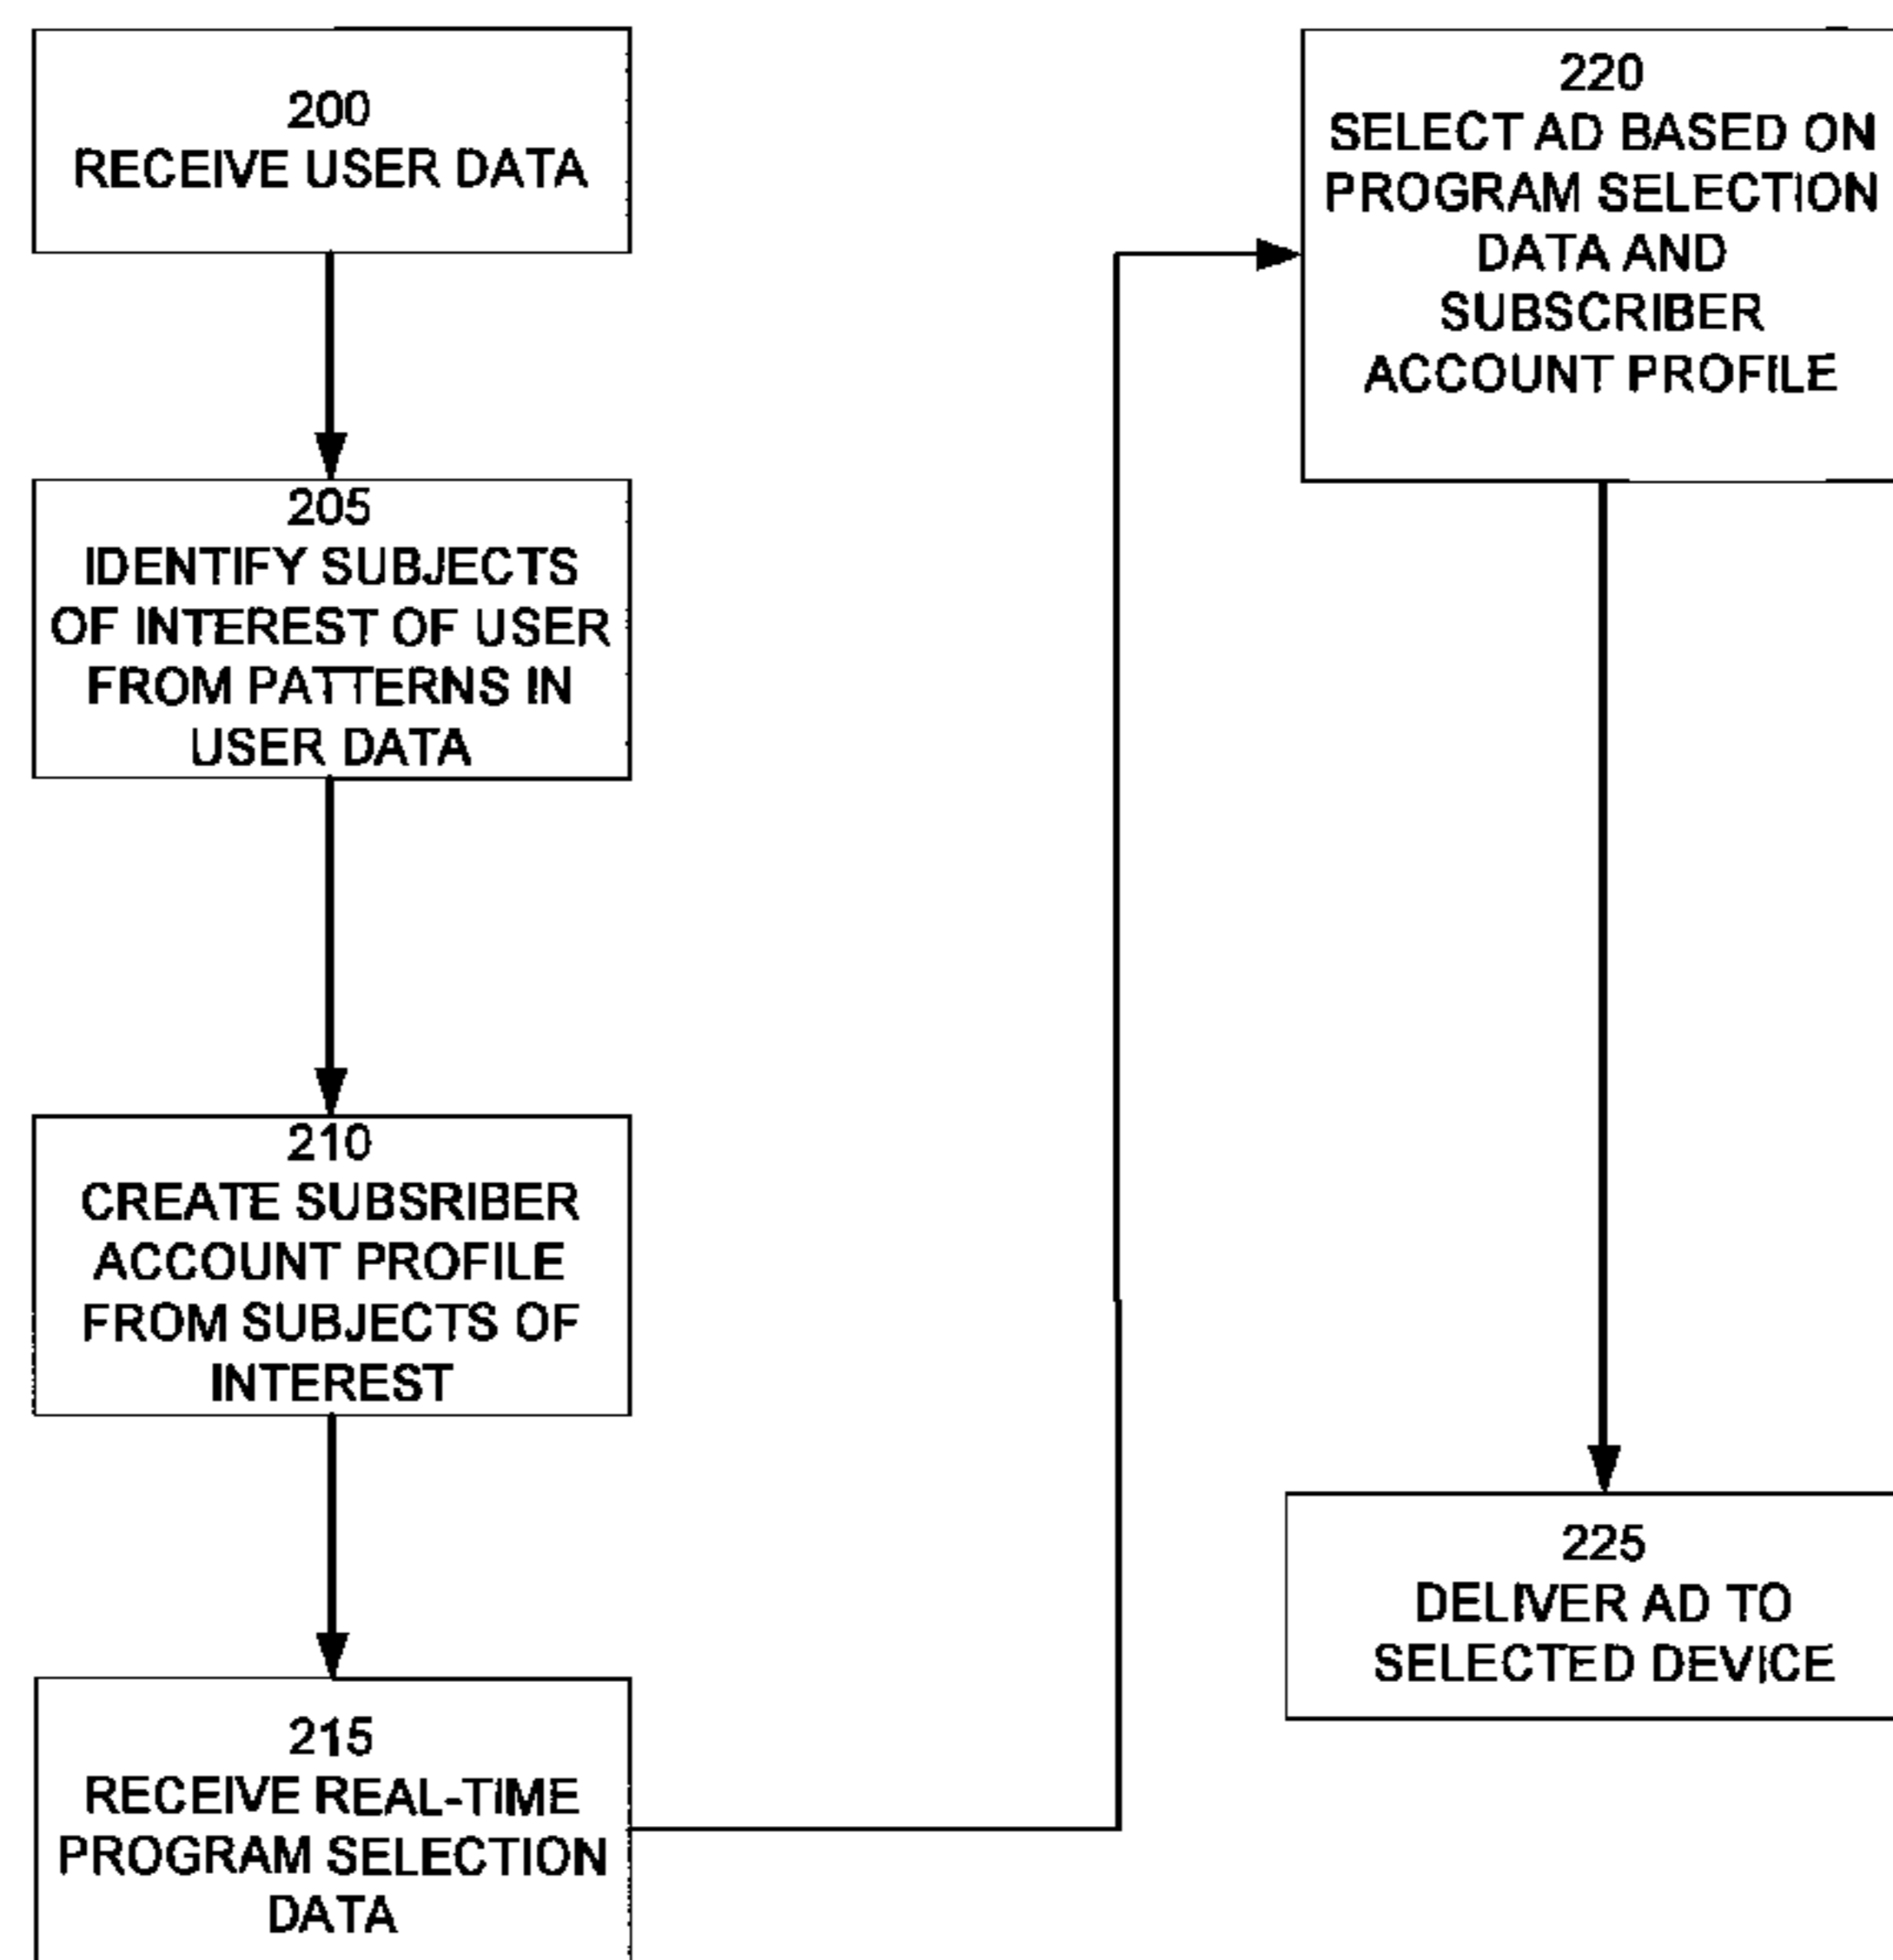 200
RECEIVE USER DATA
205
IDENTIFY SUBJECTS
OF INTEREST OF USER
FROM PATTERNS IN
USER DATA
210
CREATE SUBSRIBER
ACCOUNT PROFILE
FROM SUBJECTS OF
INTEREST
215
RECEIVE REAL-TIME
PROGRAM SELECTION
DATA
220
SELECT AD BASED ON
PROGRAM SELECTION
DATA AND
SUBSCRIBER
ACCOUNT PROFILE
225
DELIVER AD TO
SELECTED DEVICE